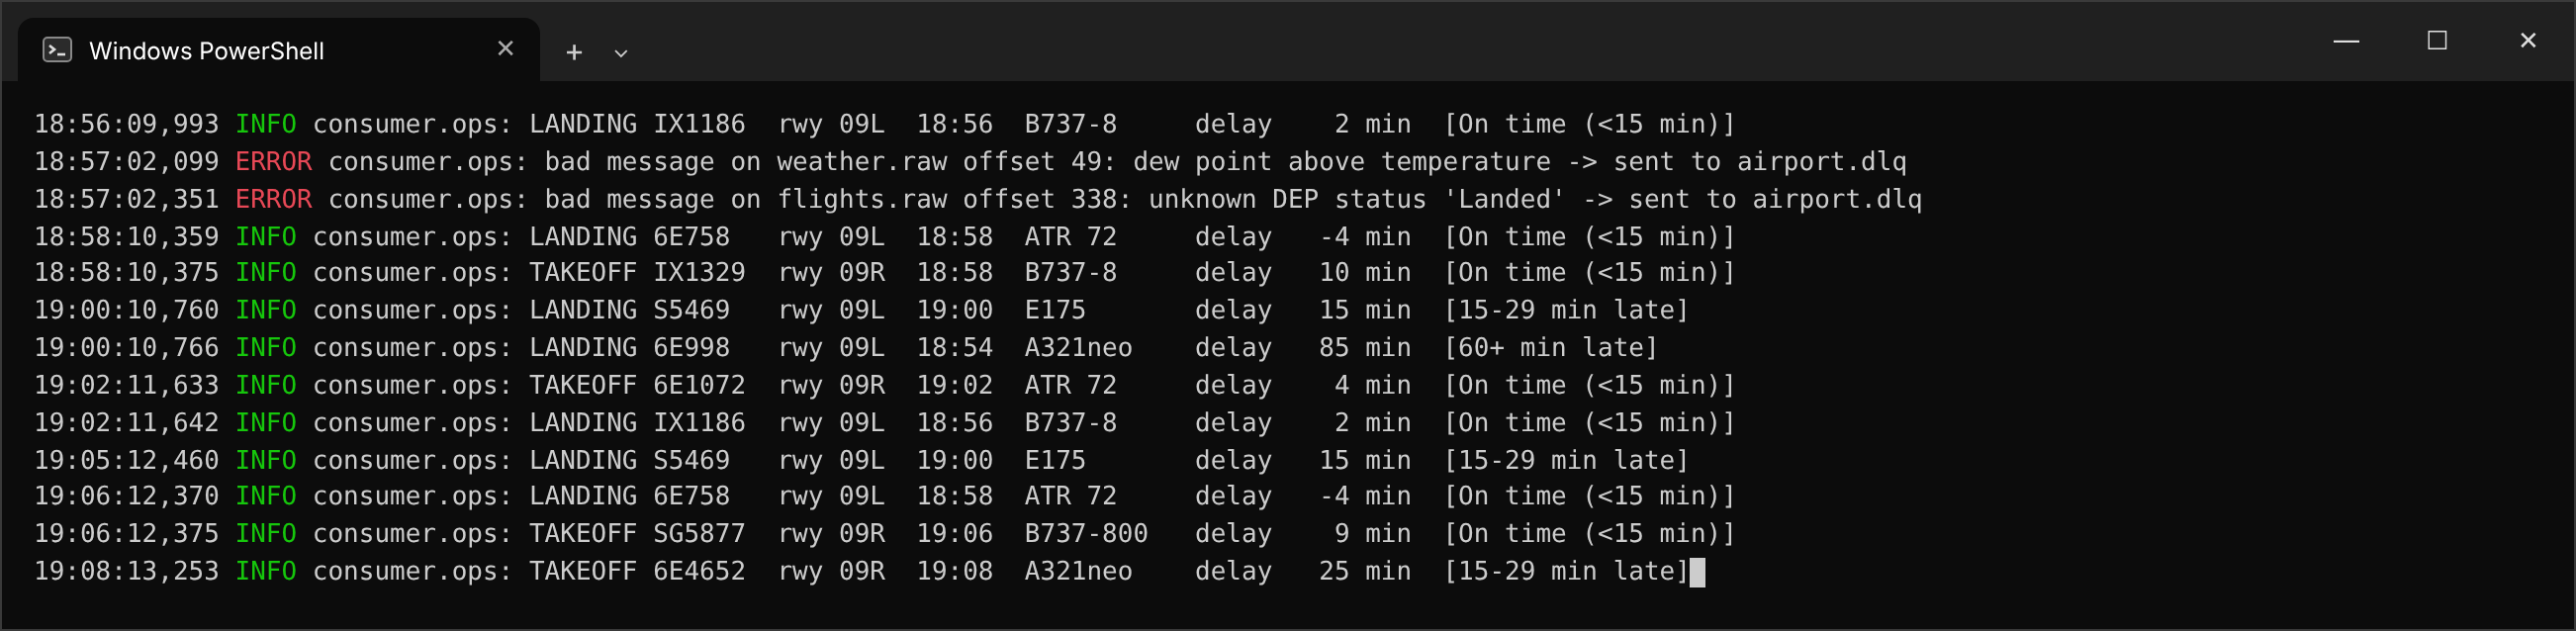 Windows PowerShell
18:56:09,993 INFO consumer.ops: LANDING IX1186  rwy 09L  18:56  B737-8     delay    2 min  [On time (<15 min)]
18:57:02,099 ERROR consumer.ops: bad message on weather.raw offset 49: dew point above temperature -> sent to airport.dlq
18:57:02,351 ERROR consumer.ops: bad message on flights.raw offset 338: unknown DEP status 'Landed' -> sent to airport.dlq
18:58:10,359 INFO consumer.ops: LANDING 6E758   rwy 09L  18:58  ATR 72     delay   -4 min  [On time (<15 min)]
18:58:10,375 INFO consumer.ops: TAKEOFF IX1329  rwy 09R  18:58  B737-8     delay   10 min  [On time (<15 min)]
19:00:10,760 INFO consumer.ops: LANDING S5469   rwy 09L  19:00  E175       delay   15 min  [15-29 min late]
19:00:10,766 INFO consumer.ops: LANDING 6E998   rwy 09L  18:54  A321neo    delay   85 min  [60+ min late]
19:02:11,633 INFO consumer.ops: TAKEOFF 6E1072  rwy 09R  19:02  ATR 72     delay    4 min  [On time (<15 min)]
19:02:11,642 INFO consumer.ops: LANDING IX1186  rwy 09L  18:56  B737-8     delay    2 min  [On time (<15 min)]
19:05:12,460 INFO consumer.ops: LANDING S5469   rwy 09L  19:00  E175       delay   15 min  [15-29 min late]
19:06:12,370 INFO consumer.ops: LANDING 6E758   rwy 09L  18:58  ATR 72     delay   -4 min  [On time (<15 min)]
19:06:12,375 INFO consumer.ops: TAKEOFF SG5877  rwy 09R  19:06  B737-800   delay    9 min  [On time (<15 min)]
19:08:13,253 INFO consumer.ops: TAKEOFF 6E4652  rwy 09R  19:08  A321neo    delay   25 min  [15-29 min late]